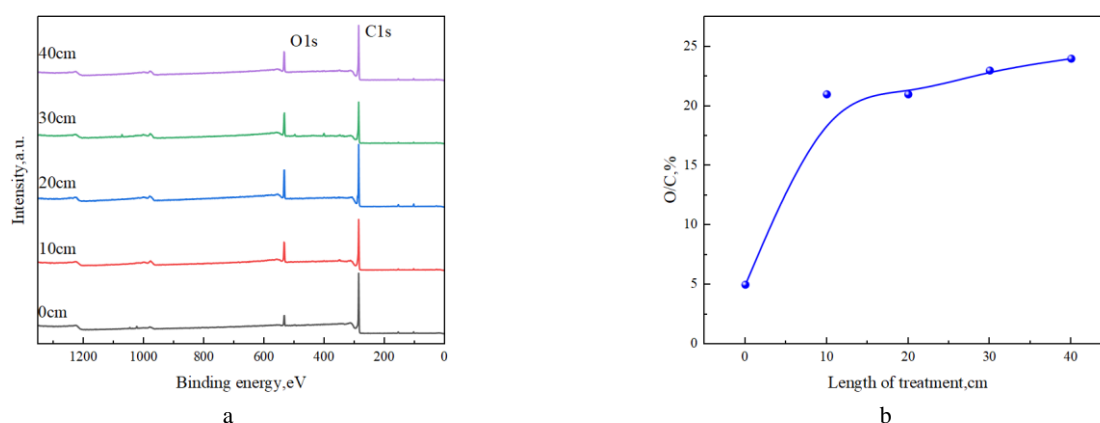 40cm
30cm
20cm
10cm
0cm
O1s
C1s
Intensity,a.u.
1200
1000
800
600
400
200
0
Binding energy,eV
a
25
20
15
10
5
0
O/C,%
0
10
20
30
40
Length of treatment,cm
b